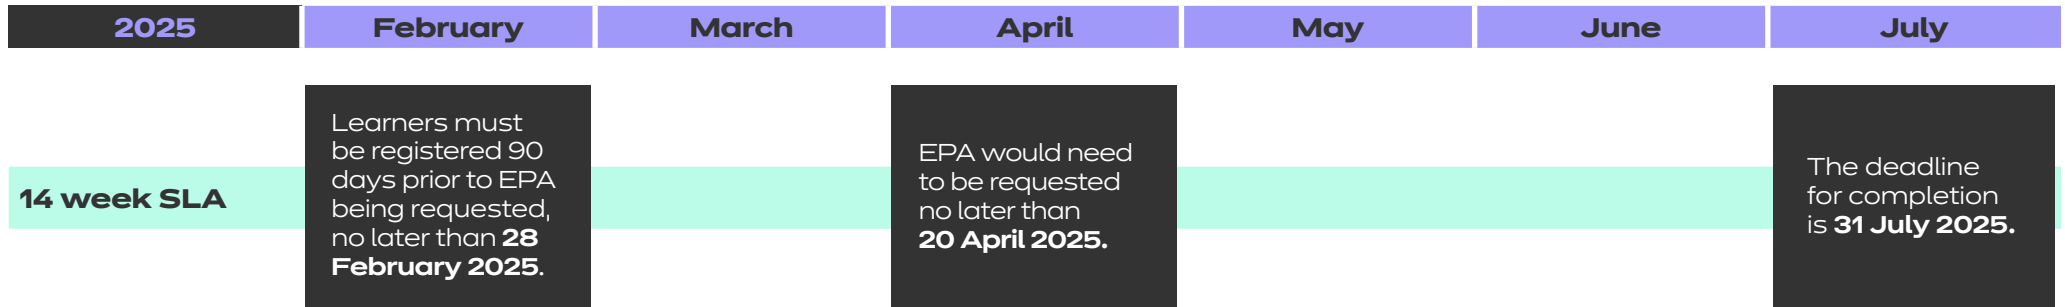 2025
February
March
April
May
June
July
14 week SLA
Learners must
be registered 90
days prior to EPA
being requested,
no later than 28
February 2025.
EPA would need
to be requested
no later than
20 April 2025.
The deadline
for completion
is 31 July 2025.